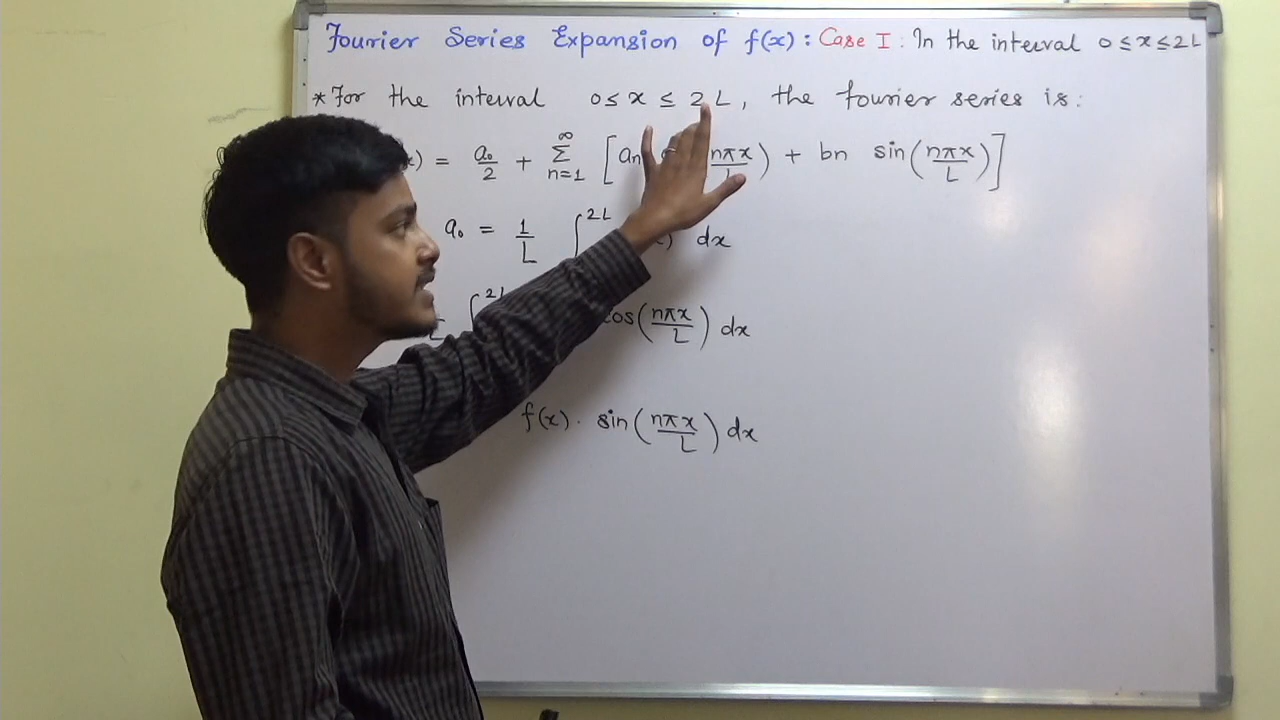 Fourier Series Expansion of f(x) : Case I : In the interval 0 ≤ x ≤ 2L
* For the interval 0 ≤ x ≤ 2L, the fourier series is:
x) = a₀/2 + ∞ Σ n=1 [ an (nπx/L) + bn sin(nπx/L) ]
a₀ = 1/L ∫ 2L x) dx
L ∫ 2L cos(nπx/L) dx
f(x) . sin(nπx/L) dx